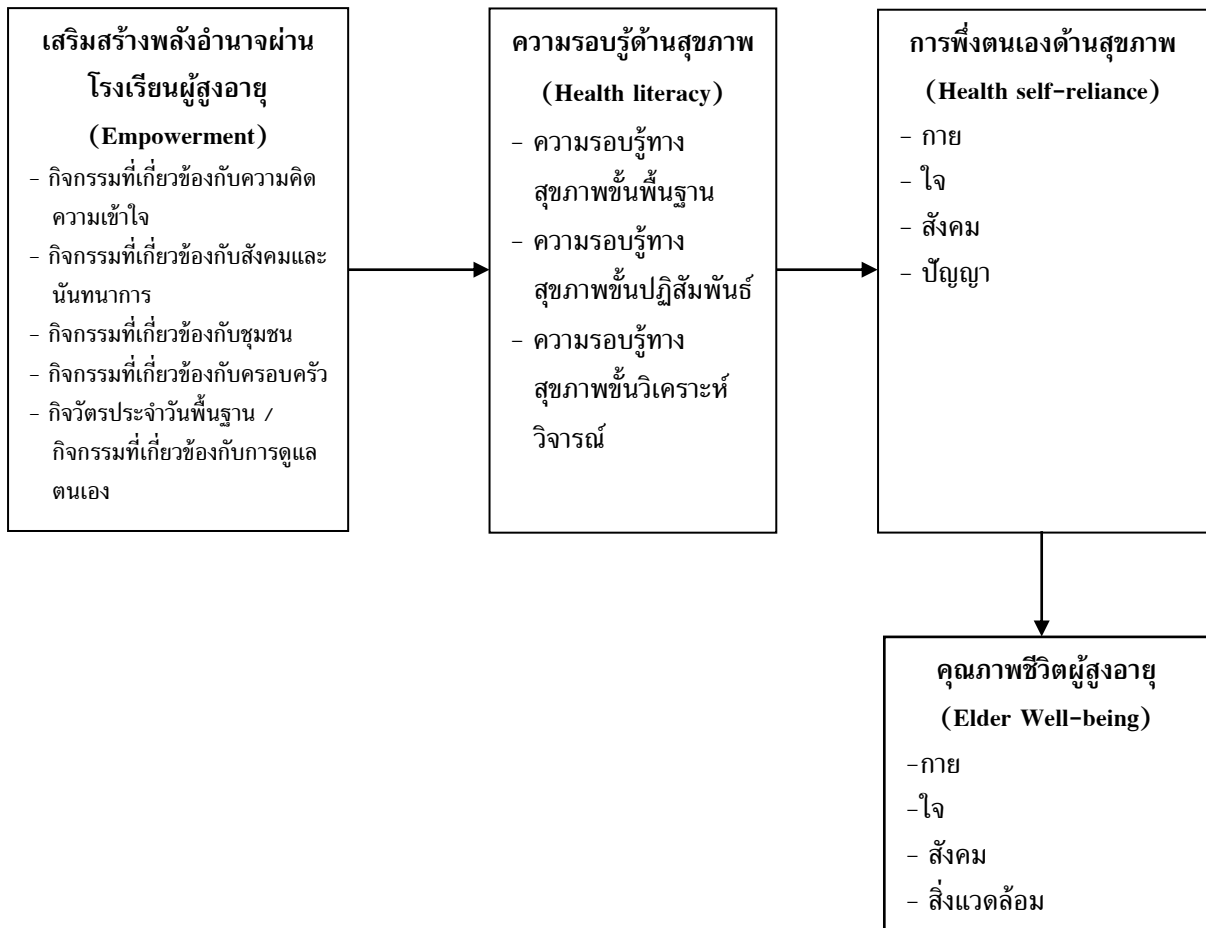 เสริมสร้างพลังอำนาจผ่าน
โรงเรียนผู้สูงอายุ
(Empowerment)
- กิจกรรมที่เกี่ยวข้องกับความคิด
ความเข้าใจ
- กิจกรรมที่เกี่ยวข้องกับสังคมและ
นันทนาการ
- กิจกรรมที่เกี่ยวข้องกับชุมชน
- กิจกรรมที่เกี่ยวข้องกับครอบครัว
- กิจวัตรประจำวันพื้นฐาน /
กิจกรรมที่เกี่ยวข้องกับการดูแล
ตนเอง
ความรอบรู้ด้านสุขภาพ
(Health literacy)
- ความรอบรู้ทาง
สุขภาพขั้นพื้นฐาน
- ความรอบรู้ทาง
สุขภาพขั้นปฏิสัมพันธ์
- ความรอบรู้ทาง
สุขภาพขั้นวิเคราะห์
วิจารณ์
การพึ่งตนเองด้านสุขภาพ
(Health self-reliance)
- กาย
- ใจ
- สังคม
- ปัญญา
คุณภาพชีวิตผู้สูงอายุ
(Elder Well-being)
-กาย
-ใจ
- สังคม
- สิ่งแวดล้อม